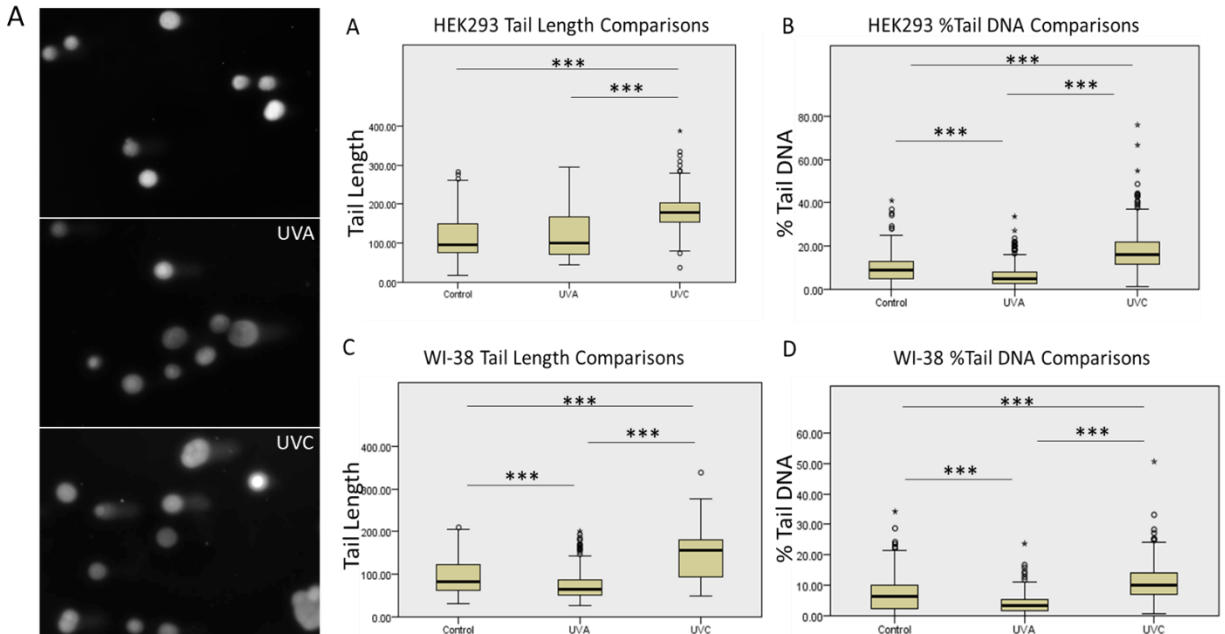 A
UVA
UVC
A
HEK293 Tail Length Comparisons
***
***
Tail Length
400.00
300.00
200.00
100.00
0.00
Control
UVA
UVC
B
HEK293 %Tail DNA Comparisons
***
***
***
% Tail DNA
80.00
60.00
40.00
20.00
0.00
Control
UVA
UVC
C
WI-38 Tail Length Comparisons
***
***
***
Tail Length
400.00
300.00
200.00
100.00
0.00
Control
UVA
UVC
D
WI-38 %Tail DNA Comparisons
***
***
***
% Tail DNA
60.00
50.00
40.00
30.00
20.00
10.00
0.00
Control
UVA
UVC